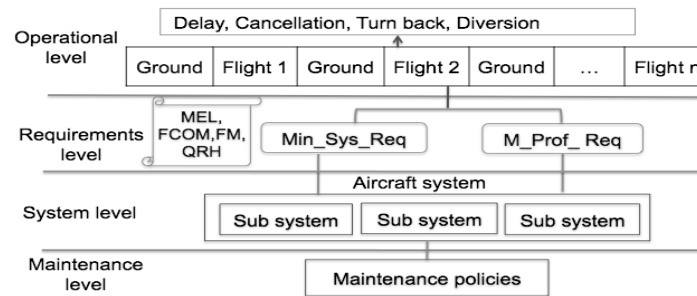 Delay, Cancellation, Turn back, Diversion
Operational
level
Ground Flight 1 Ground Flight 2 Ground … Flight n
MEL,
FCOM,FM,
QRH
Requirements
level
Min_Sys_Req M_Prof_ Req
Aircraft system
System level
Sub system Sub system Sub system
Maintenance
level
Maintenance policies